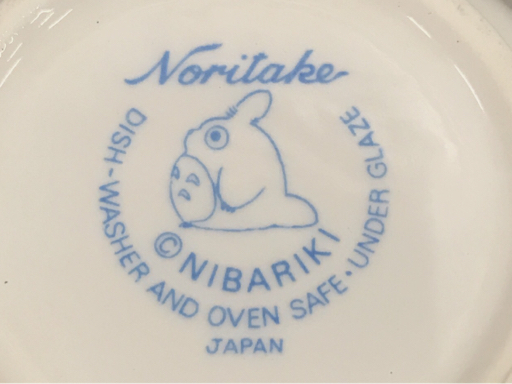 Noritake
© NIBARIKI
DISH-WASHER AND OVEN SAFE·UNDER GLAZE
JAPAN